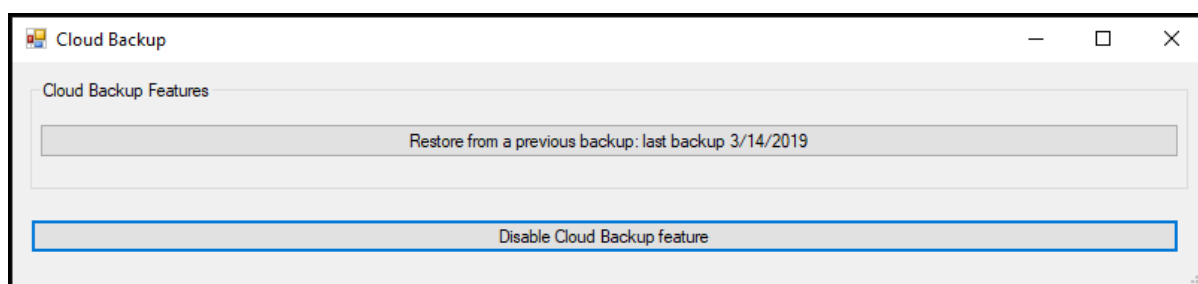 Cloud Backup
Cloud Backup Features
Restore from a previous backup: last backup 3/14/2019
Disable Cloud Backup feature